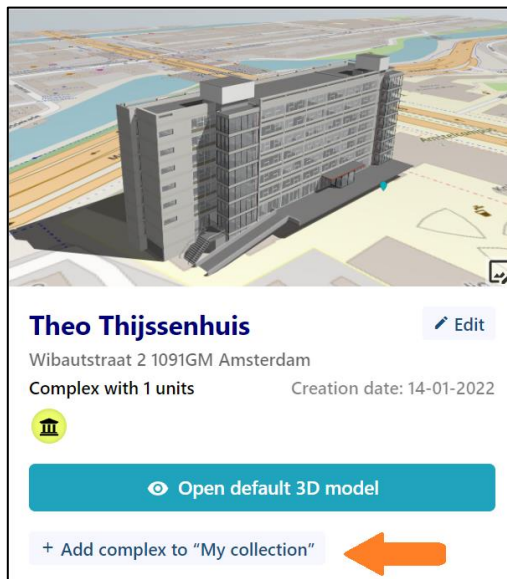 Theo Thijssenhuis
Edit
Wibautstraat 2 1091GM Amsterdam
Complex with 1 units
Creation date: 14-01-2022
Open default 3D model
+ Add complex to “My collection”